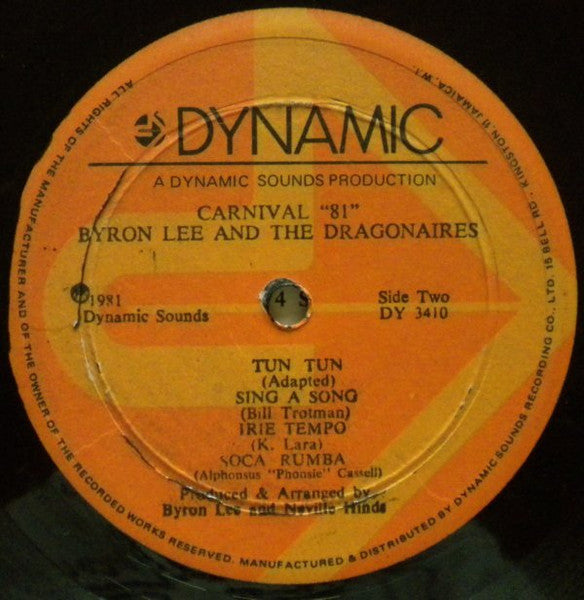 DYNAMIC
A DYNAMIC SOUNDS PRODUCTION
CARNIVAL "81"
BYRON LEE AND THE DRAGONAIRES
℗1981
Dynamic Sounds
4 S
Side Two
DY 3410
TUN TUN
(Adapted)
SING A SONG
(Bill Trotman)
IRIE TEMPO
(K. Lara)
SOCA RUMBA
(Alphonsus "Phonsie" Cassell)
Produced & Arranged by
Byron Lee and Neville Hinds
ALL RIGHTS OF THE MANUFACTURER AND OF THE OWNER OF THE RECORDED WORKS RESERVED. MANUFACTURED & DISTRIBUTED BY DYNAMIC SOUNDS RECORDING CO., LTD. 15 BELL RD. · KINGSTON 11 JAMAICA, W.I.